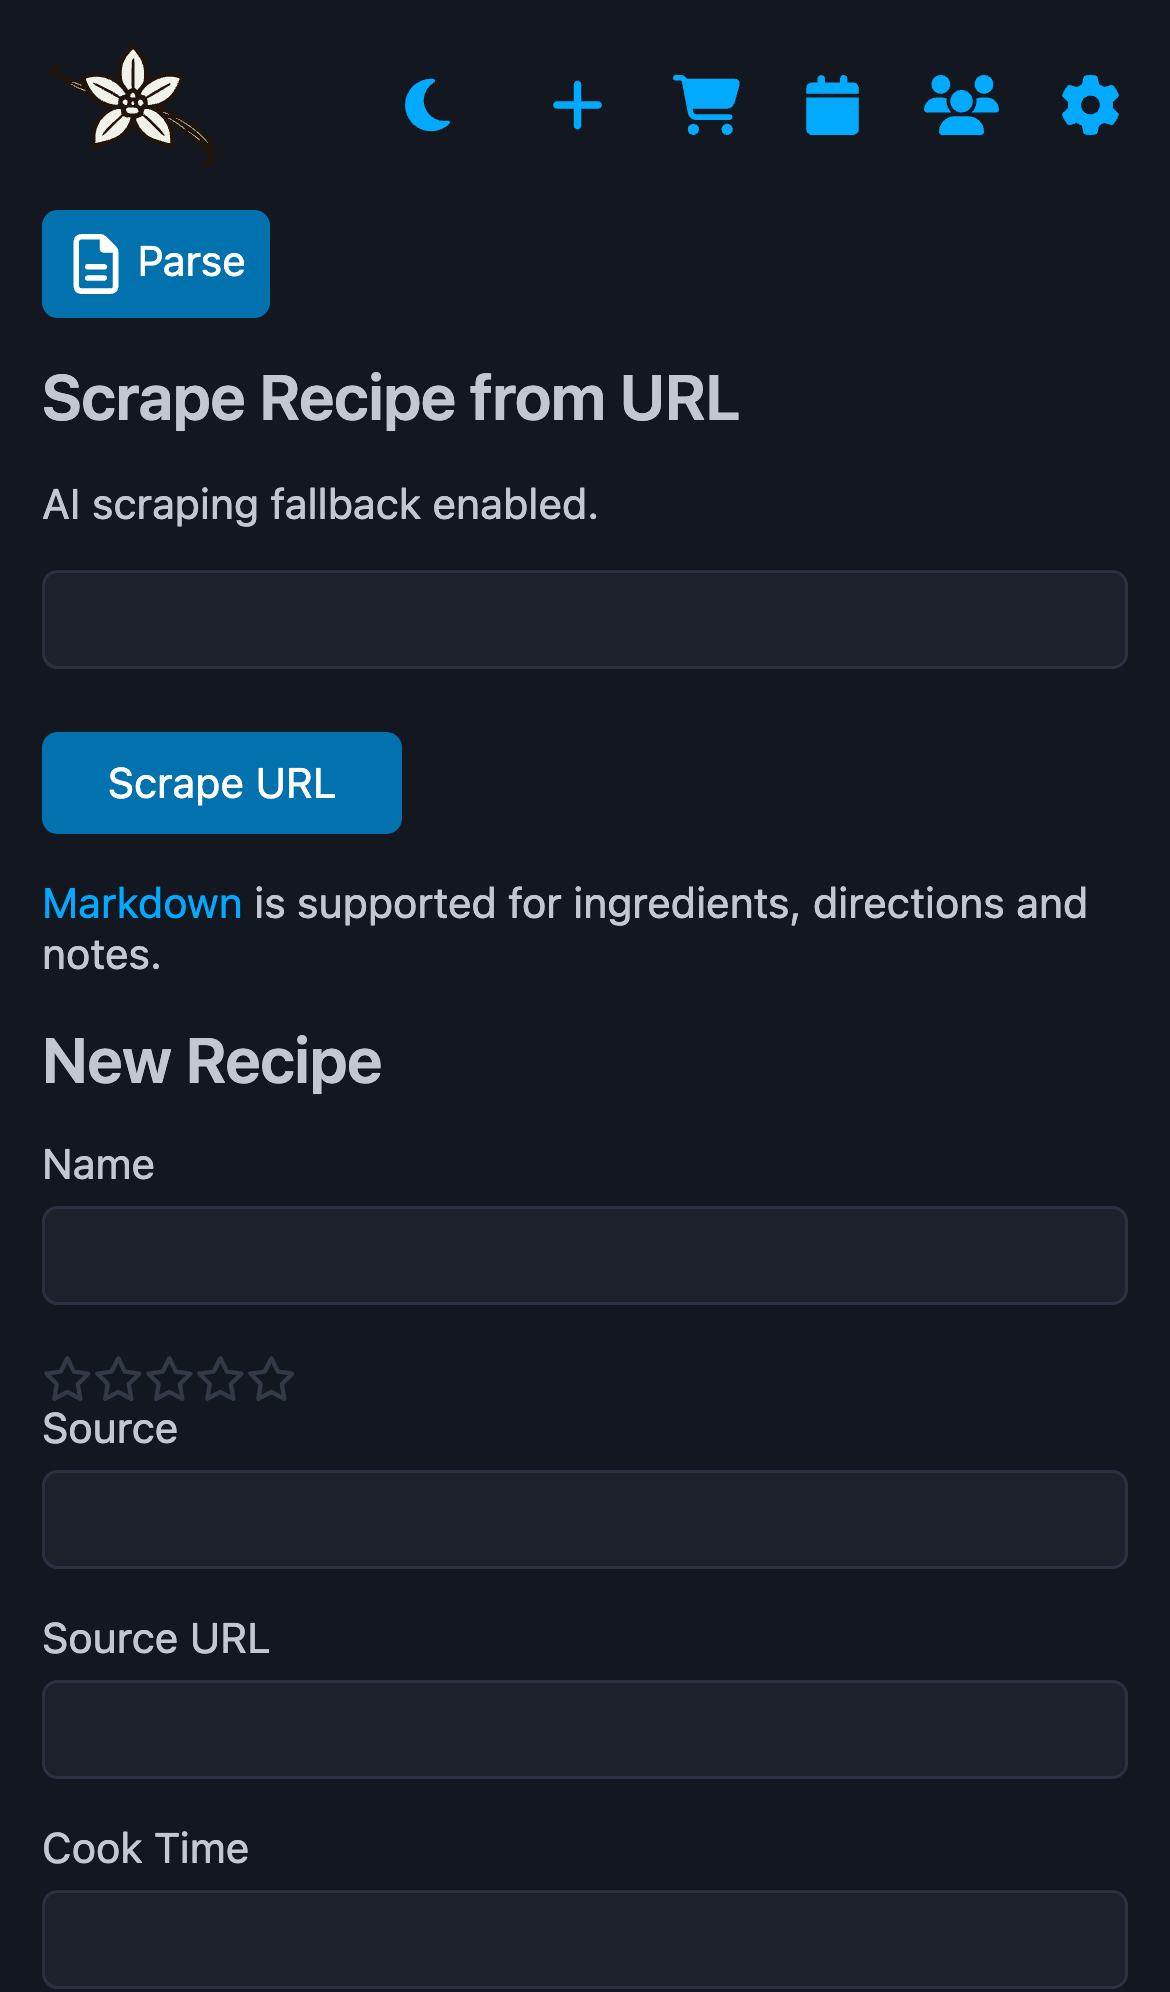 Parse
Scrape Recipe from URL
AI scraping fallback enabled.
Scrape URL
Markdown is supported for ingredients, directions and
notes.
New Recipe
Name
Source
Source URL
Cook Time